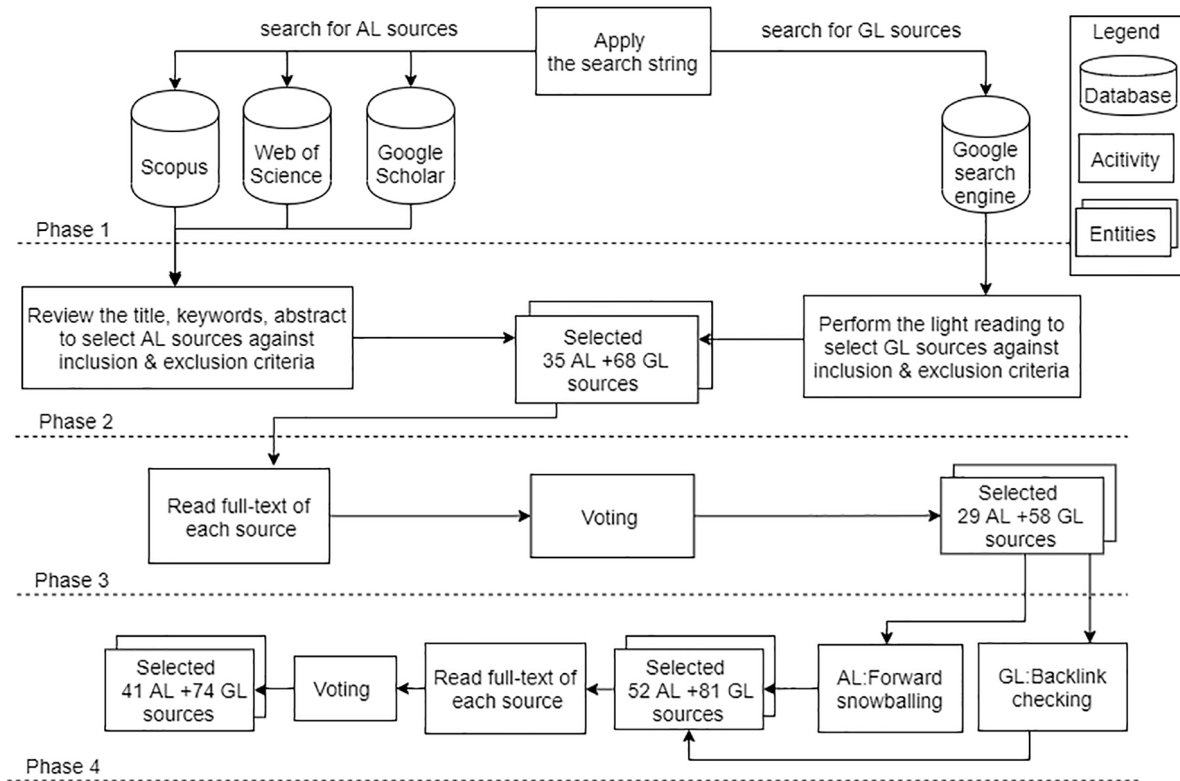 search for AL sources
Apply
the search string
search for GL sources
Legend
Database
Acitivity
Entities
Scopus
Web of
Science
Google
Scholar
Google
search
engine
Phase 1
Review the title, keywords, abstract
to select AL sources against
inclusion & exclusion criteria
Selected
35 AL +68 GL
sources
Perform the light reading to
select GL sources against
inclusion & exclusion criteria
Phase 2
Read full-text of
each source
Voting
Selected
29 AL +58 GL
sources
Phase 3
Selected
41 AL +74 GL
sources
Voting
Read full-text of
each source
Selected
52 AL +81 GL
sources
AL:Forward
snowballing
GL:Backlink
checking
Phase 4